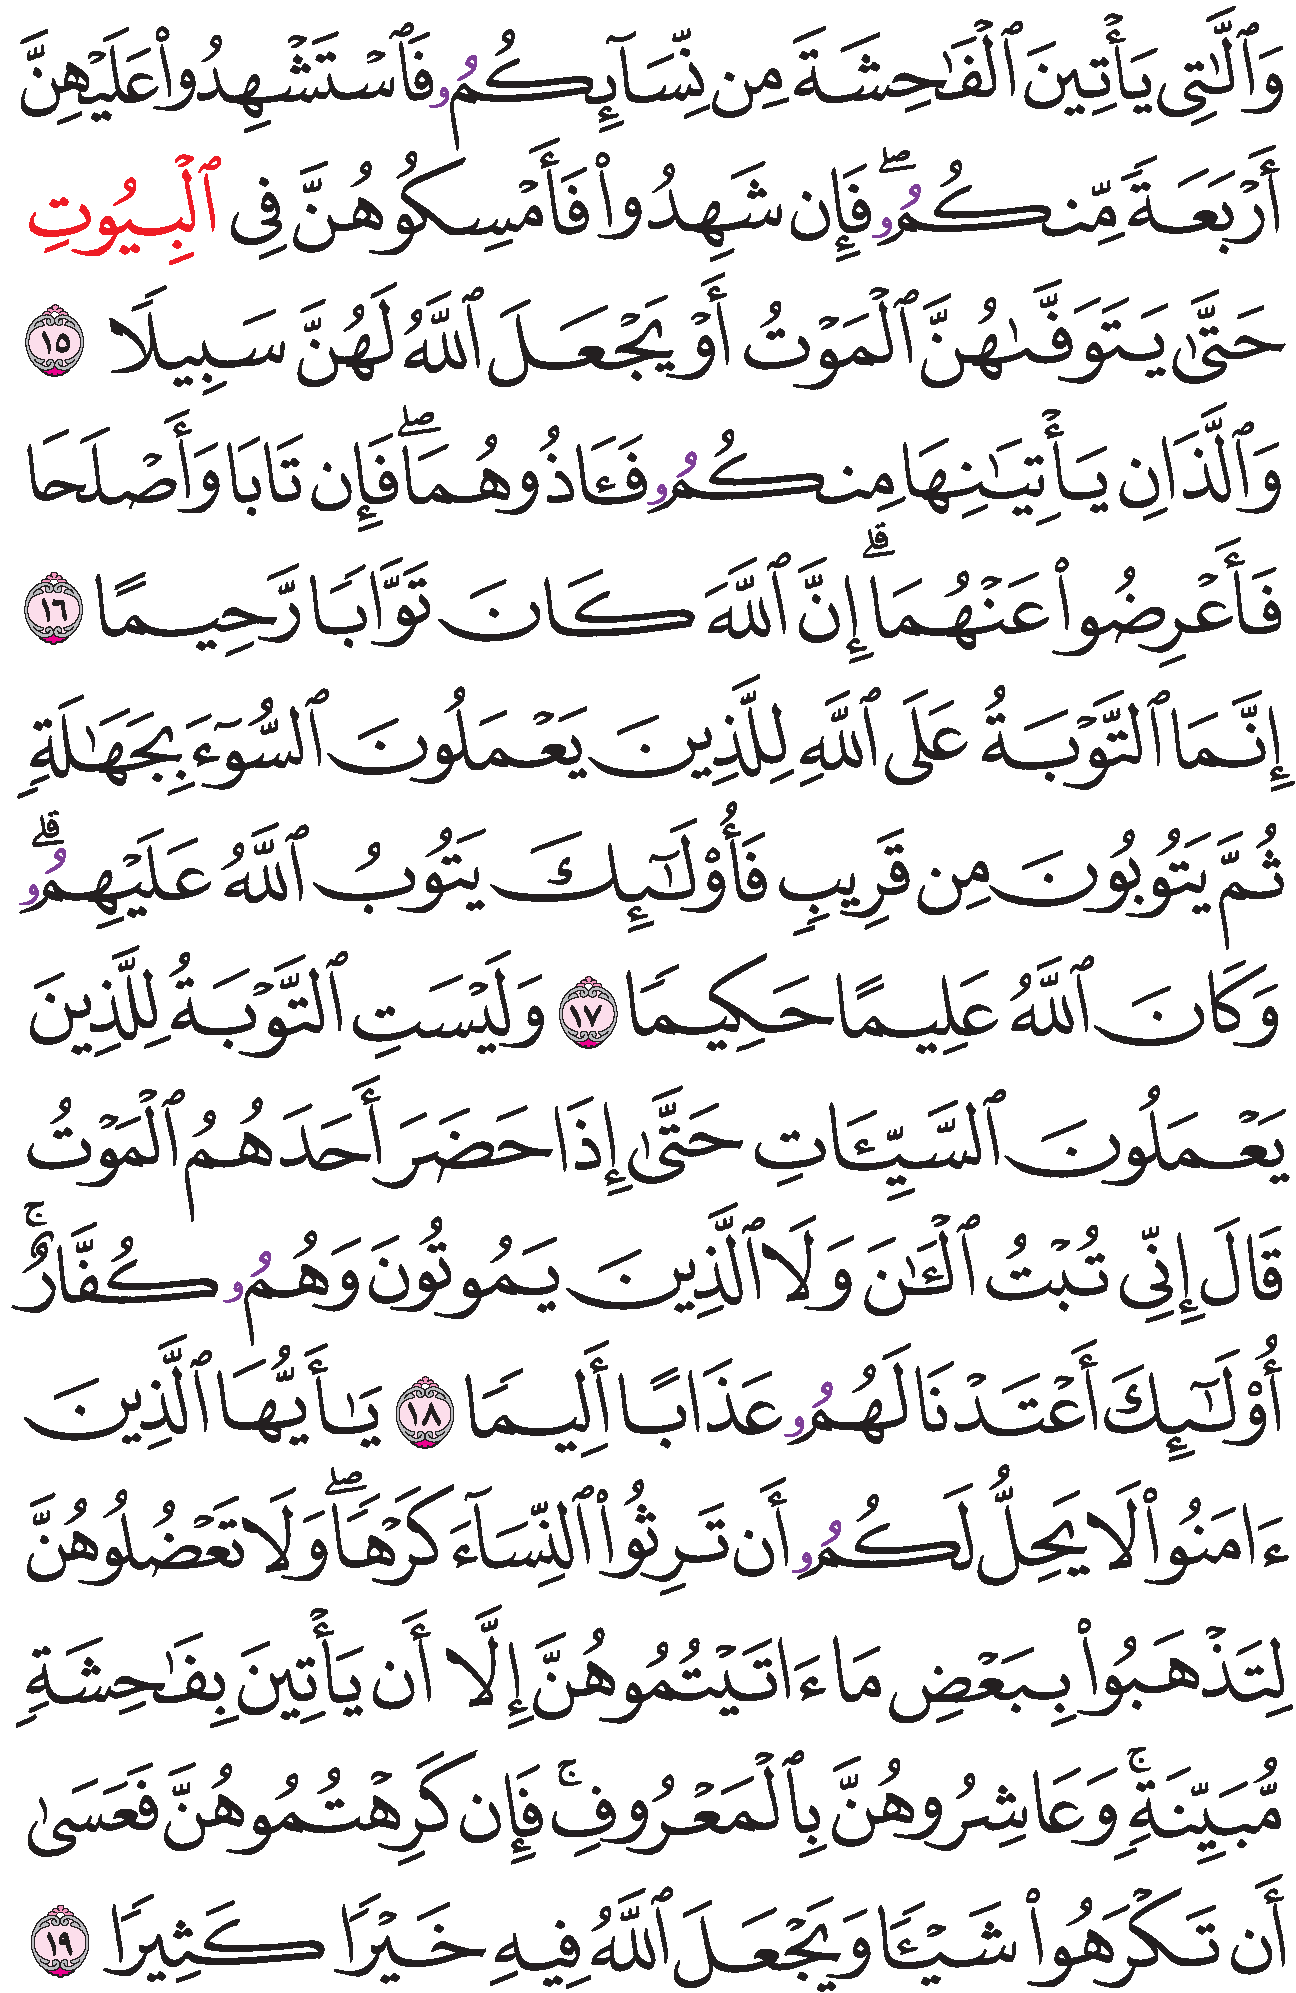 وَٱلَّٰتِى يَأۡتِينَ ٱلۡفَٰحِشَةَ مِن نِّسَآئِكُمُۥ فَٱسۡتَشۡهِدُواْ عَلَيۡهِنَّ
أَرۡبَعَةً مِّنكُمُۥۖ فَإِن شَهِدُواْ فَأَمۡسِكُوهُنَّ فِى ٱلۡبِيُوتِ
حَتَّىٰ يَتَوَفَّىٰهُنَّ ٱلۡمَوۡتُ أَوۡ يَجۡعَلَ ٱللَّهُ لَهُنَّ سَبِيلًا ١٥
وَٱلَّذَانِ يَأۡتِيَٰنِهَا مِنكُمُۥ فَـَٔاذُوهُمَاۖ فَإِن تَابَا وَأَصۡلَحَا
فَأَعۡرِضُواْ عَنۡهُمَاۗ إِنَّ ٱللَّهَ كَانَ تَوَّابًا رَّحِيمًا ١٦
إِنَّمَا ٱلتَّوۡبَةُ عَلَى ٱللَّهِ لِلَّذِينَ يَعۡمَلُونَ ٱلسُّوٓءَ بِجَهَٰلَةٍ
ثُمَّ يَتُوبُونَ مِن قَرِيبٍ فَأُوْلَٰٓئِكَ يَتُوبُ ٱللَّهُ عَلَيۡهِمُۥۗ
وَكَانَ ٱللَّهُ عَلِيمًا حَكِيمًا ١٧ وَلَيۡسَتِ ٱلتَّوۡبَةُ لِلَّذِينَ
يَعۡمَلُونَ ٱلسَّيِّـَٔاتِ حَتَّىٰ إِذَا حَضَرَ أَحَدَهُمُ ٱلۡمَوۡتُ
قَالَ إِنِّى تُبۡتُ ٱلۡـَٰٔنَ وَلَا ٱلَّذِينَ يَمُوتُونَ وَهُمُۥ كُفَّارٌۚ
أُوْلَٰٓئِكَ أَعۡتَدۡنَا لَهُمُۥ عَذَابًا أَلِيمًا ١٨ يَٰٓأَيُّهَا ٱلَّذِينَ
ءَامَنُواْ لَا يَحِلُّ لَكُمُۥ أَن تَرِثُواْ ٱلنِّسَآءَ كَرۡهًاۖ وَلَا تَعۡضُلُوهُنَّ
لِتَذۡهَبُواْ بِبَعۡضِ مَا ءَاتَيۡتُمُوهُنَّ إِلَّا أَن يَأۡتِينَ بِفَٰحِشَةٍ
مُّبَيَّنَةٍۚ وَعَاشِرُوهُنَّ بِٱلۡمَعۡرُوفِۚ فَإِن كَرِهۡتُمُوهُنَّ فَعَسَىٰ
أَن تَكۡرَهُواْ شَيۡـًٔا وَيَجۡعَلَ ٱللَّهُ فِيهِ خَيۡرًا كَثِيرًا ١٩